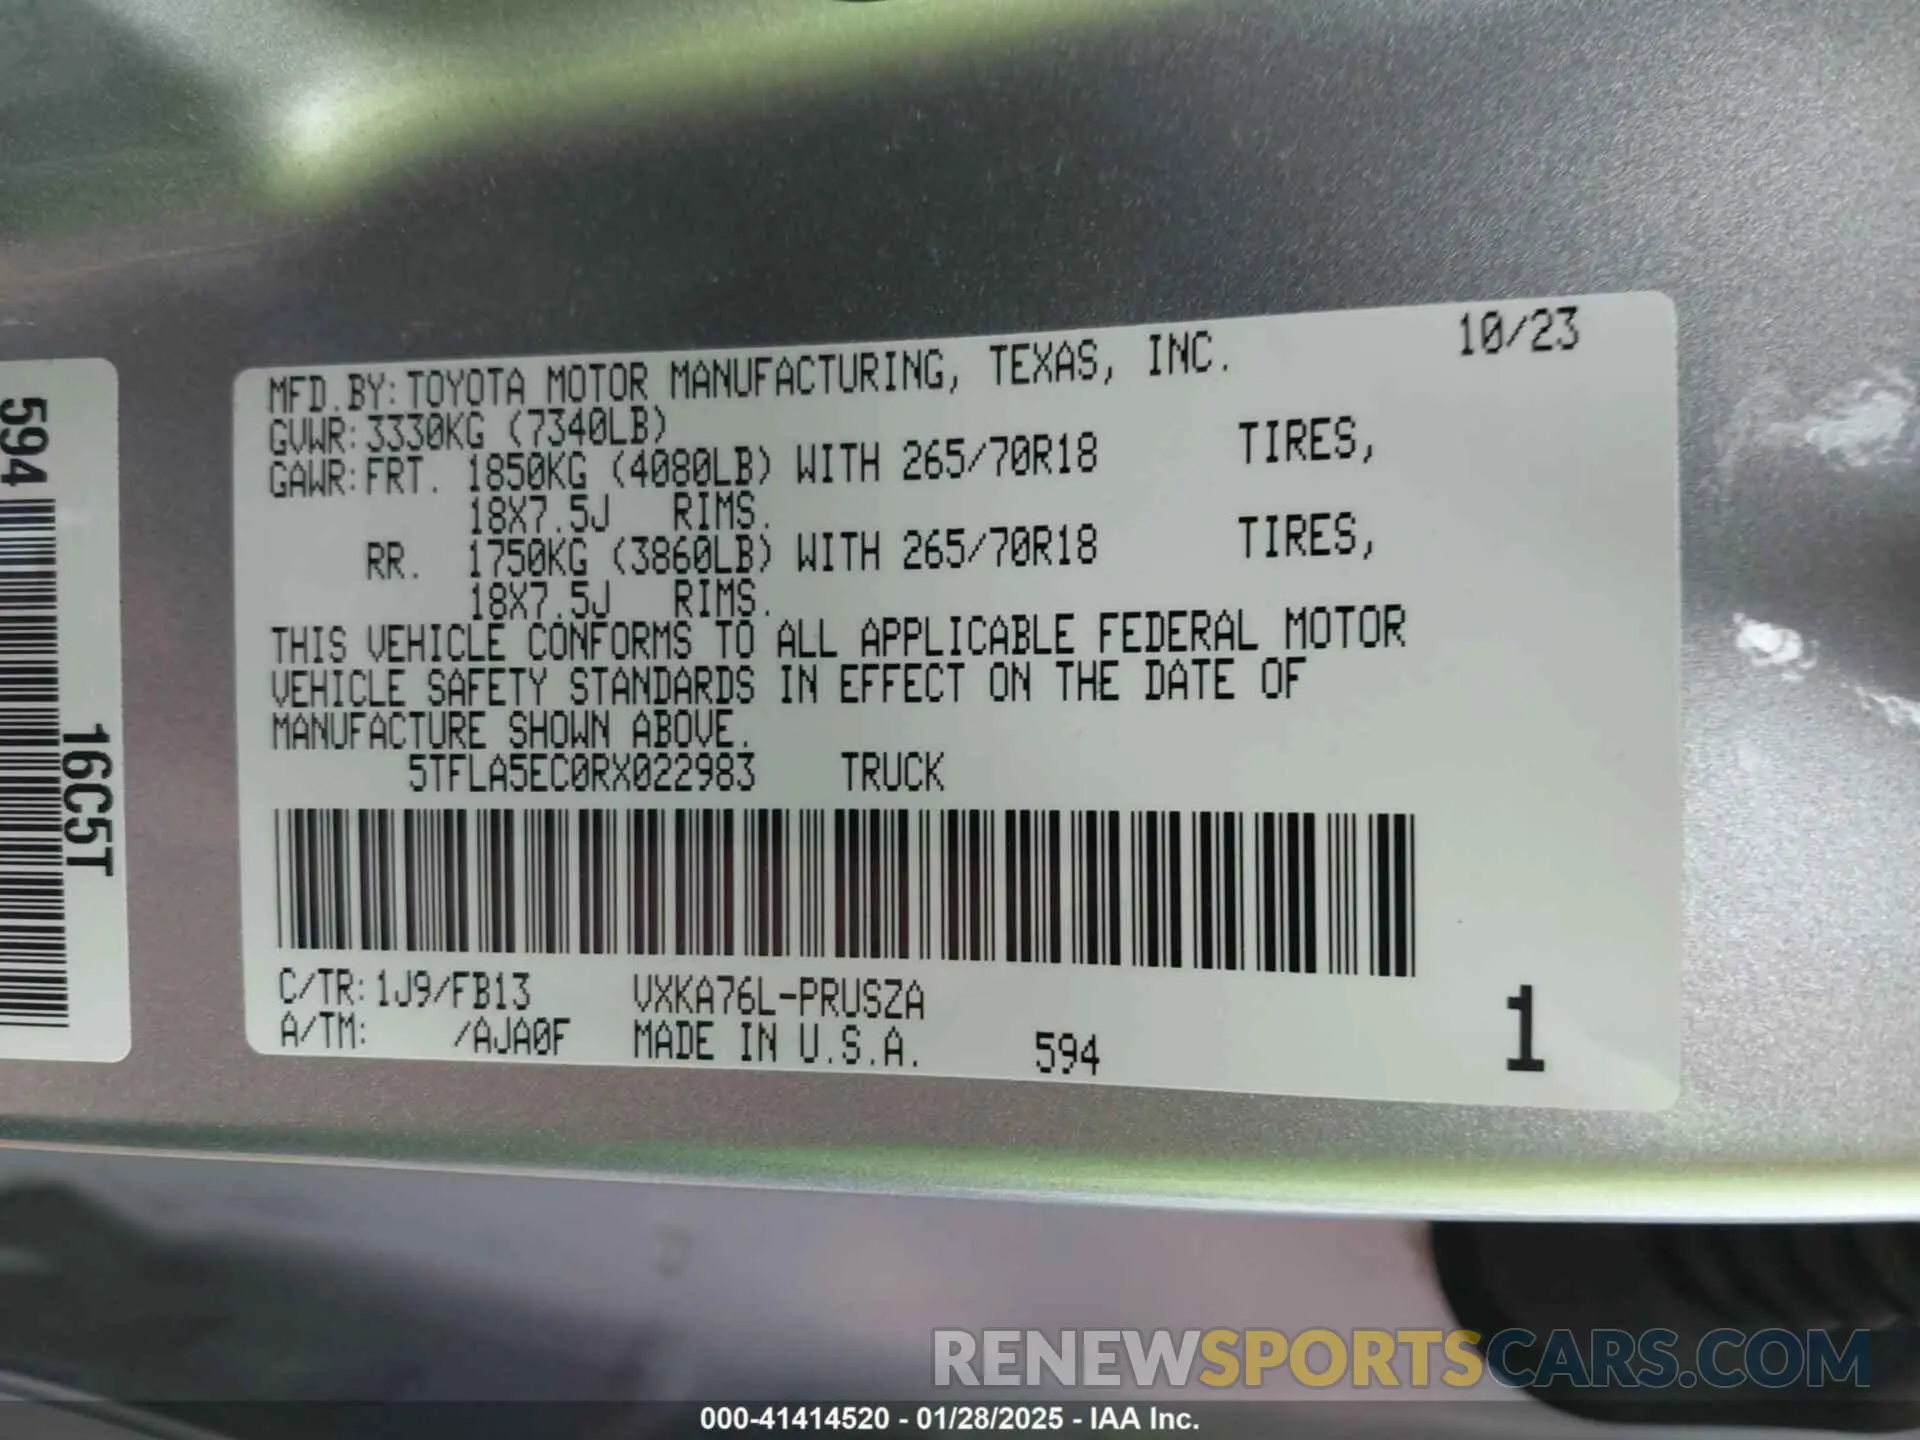 MFD.BY:TOYOTA MOTOR MANUFACTURING, TEXAS, INC. 10/23
GVWR:3330KG (7340LB)
GAWR:FRT. 1850KG (4080LB) WITH 265/70R18 TIRES,
18X7.5J RIMS.
RR. 1750KG (3860LB) WITH 265/70R18 TIRES,
18X7.5J RIMS.
THIS VEHICLE CONFORMS TO ALL APPLICABLE FEDERAL MOTOR
VEHICLE SAFETY STANDARDS IN EFFECT ON THE DATE OF
MANUFACTURE SHOWN ABOVE.
5TFLA5EC0RX022983 TRUCK
C/TR:1J9/FB13 VXKA76L-PRUSZA
A/TM: /AJA0F MADE IN U.S.A. 594 1
594
16C5T
RENEWSPORTSCARS.COM
000-41414520 - 01/28/2025 - IAA Inc.